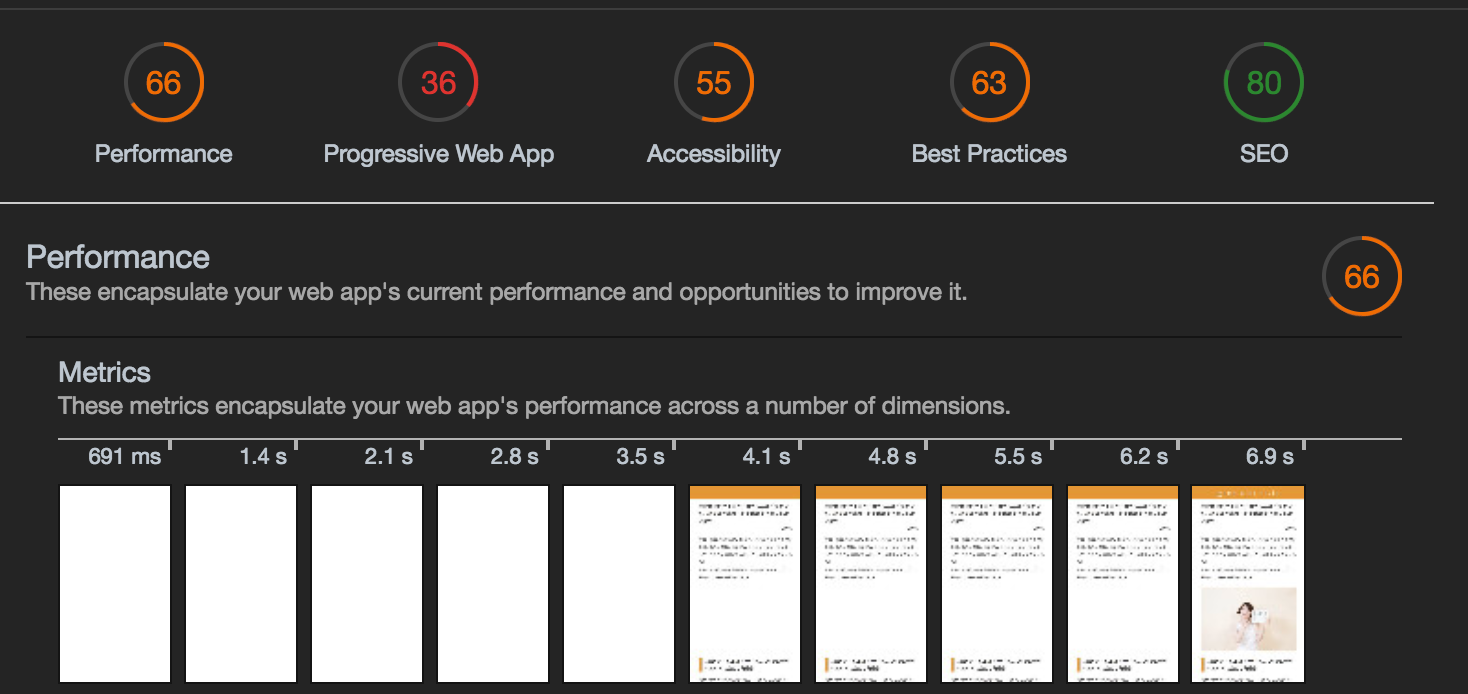 66
36
55
63
80
Performance
Progressive Web App
Accessibility
Best Practices
SEO
Performance
These encapsulate your web app's current performance and opportunities to improve it.
66
Metrics
These metrics encapsulate your web app's performance across a number of dimensions.
691 ms
1.4 s
2.1 s
2.8 s
3.5 s
4.1 s
4.8 s
5.5 s
6.2 s
6.9 s